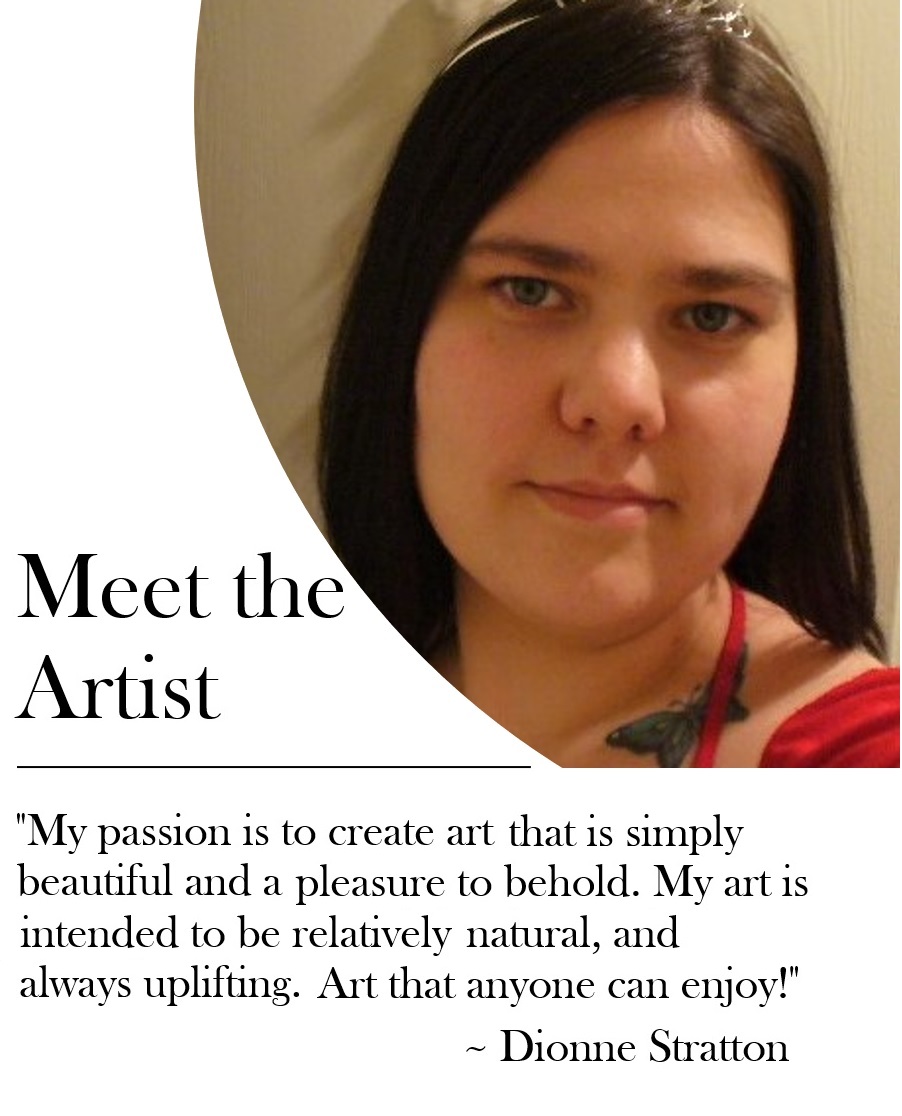 Meet the
Artist
"My passion is to create art that is simply
beautiful and a pleasure to behold. My art is
intended to be relatively natural, and
always uplifting. Art that anyone can enjoy!"
~ Dionne Stratton